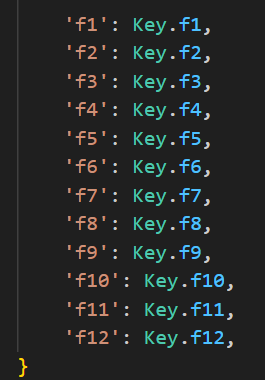 'f1': Key.f1,
'f2': Key.f2,
'f3': Key.f3,
'f4': Key.f4,
'f5': Key.f5,
'f6': Key.f6,
'f7': Key.f7,
'f8': Key.f8,
'f9': Key.f9,
'f10': Key.f10,
'f11': Key.f11,
'f12': Key.f12,
}